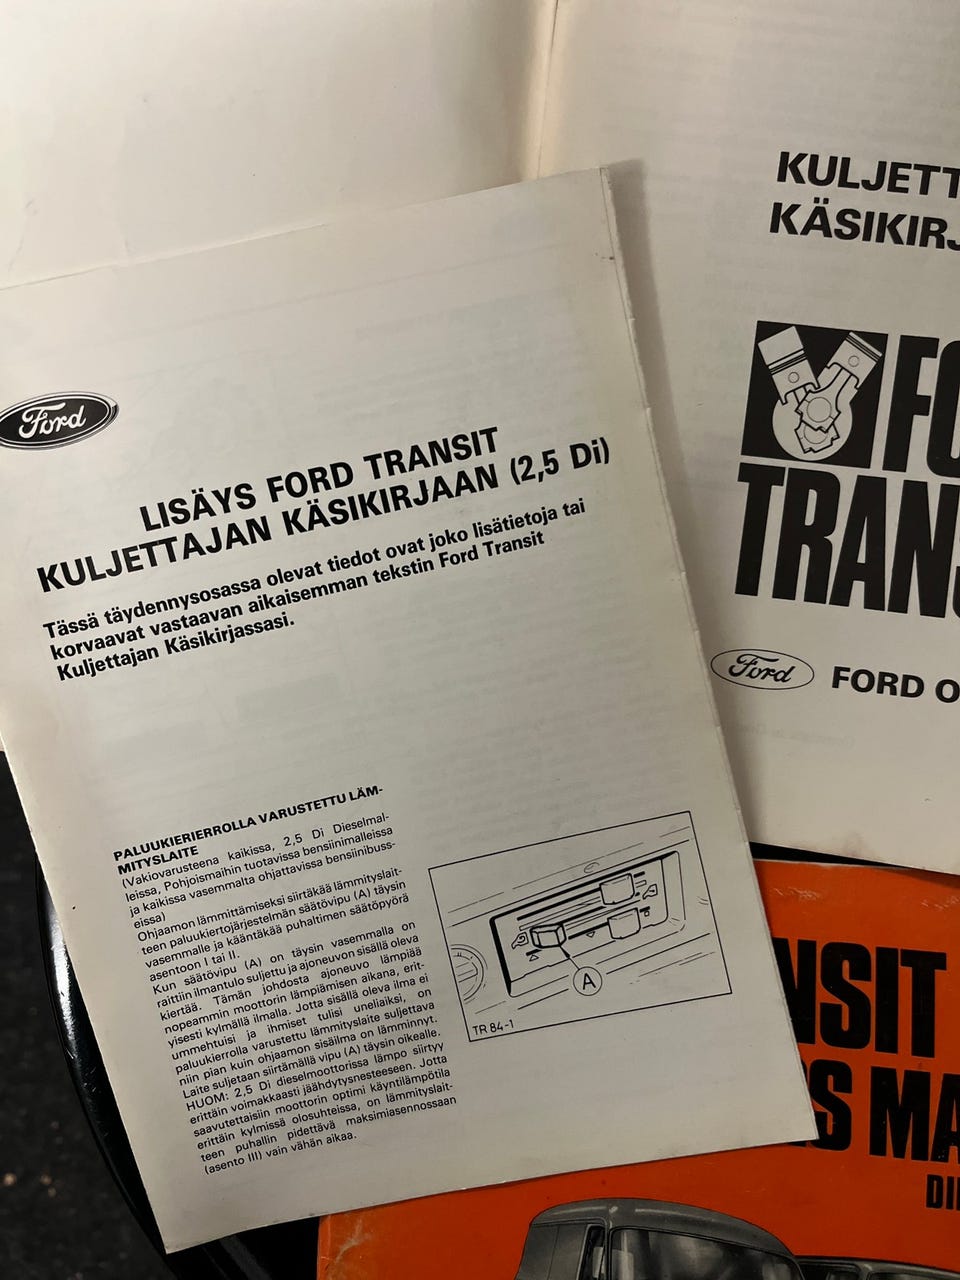 Ford
LISÄYS FORD TRANSIT
KULJETTAJAN KÄSIKIRJAAN (2,5 Di)
Tässä täydennysosassa olevat tiedot ovat joko lisätietoja tai
korvaavat vastaavan aikaisemman tekstin Ford Transit
Kuljettajan Käsikirjassasi.
PALUUKIERIERROLLA VARUSTETTU LÄM-
MITYSLAITE
(Vakiovarusteena kaikissa, 2,5 Di Dieselmal-
leissa, Pohjoismaihin tuotavissa bensiinimalleissa
ja kaikissa vasemmalta ohjattavissa bensiinibuss-
eissa)
Ohjaamon lämmittämiseksi siirtäkää lämmityslait-
teen paluukiertojärjestelmän säätövipu (A) täysin
vasemmalle ja kääntäkää puhaltimen säätöpyörä
asentoon I tai II.
Kun säätövipu (A) on täysin vasemmalla on
raittiin ilmantulo suljettu ja ajoneuvon sisällä oleva
kiertää. Tämän johdosta ajoneuvo lämpiää
nopeammin moottorin lämpiämisen aikana, erit-
yisesti kylmällä ilmalla. Jotta sisällä oleva ilma ei
ummehtuisi ja ihmiset tulisi uneliaiksi, on
paluukierrolla varustettu lämmityslaite suljettava
niin pian kuin ohjaamon sisäilma on lämminnyt.
Laite suljetaan siirtämällä vipu (A) täysin oikealle.
HUOM: 2,5 Di dieselmoottorissa lämpö siirtyy
erittäin voimakkaasti jäähdytysnesteeseen. Jotta
saavutettaisiin moottorin optimi käyntilämpötila
erittäin kylmissä olosuhteissa, on lämmityslait-
teen puhallin pidettävä maksimiasennossaan
(asento III) vain vähän aikaa.
A
TR 84-1
KULJETT
KÄSIKIRJ
FO
TRANS
Ford
FORD O
NSIT
S MA
DI